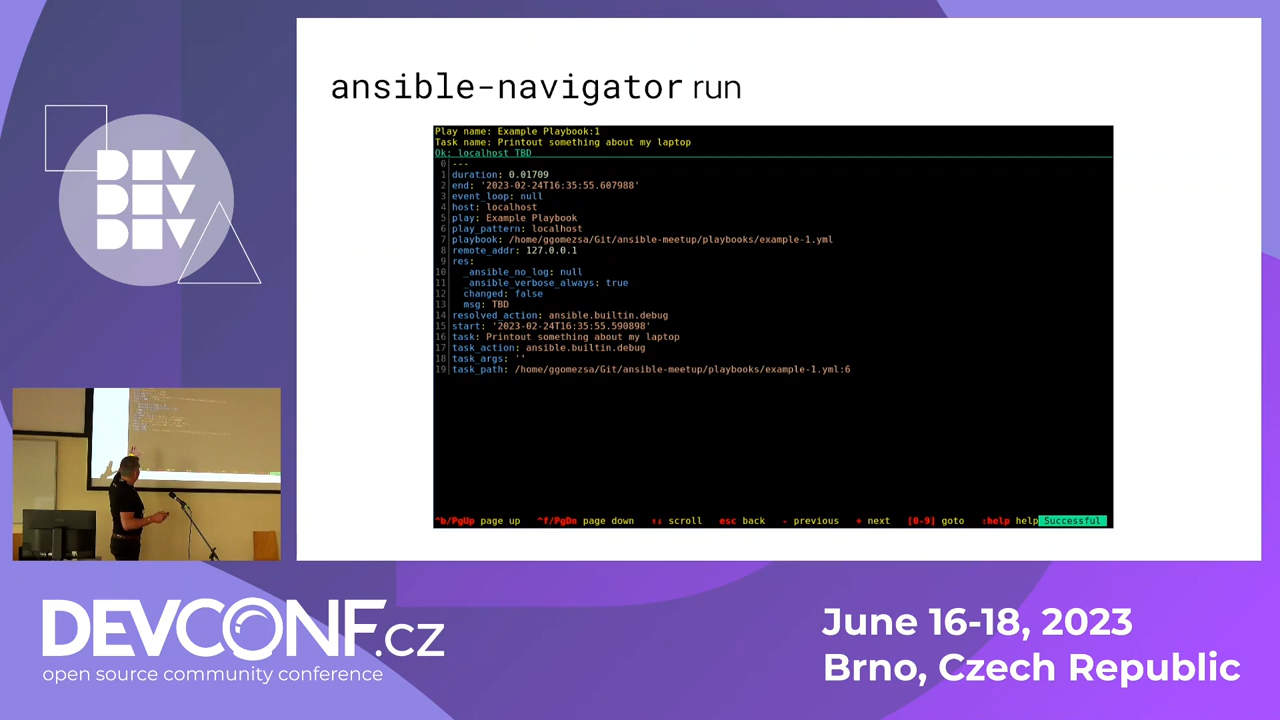 DEV
DEV
DEV
ansible-navigator run
Play name: Example Playbook:1
Task name: Printout something about my laptop
Ok: localhost TBD
0 ---
1 duration: 0.01709
2 end: '2023-02-24T16:35:55.607988'
3 event_loop: null
4 host: localhost
5 play: Example Playbook
6 play_pattern: localhost
7 playbook: /home/ggomezsa/Git/ansible-meetup/playbooks/example-1.yml
8 remote_addr: 127.0.0.1
9 res:
10 _ansible_no_log: null
11 _ansible_verbose_always: true
12 changed: false
13 msg: TBD
14 resolved_action: ansible.builtin.debug
15 start: '2023-02-24T16:35:55.590898'
16 task: Printout something about my laptop
17 task_action: ansible.builtin.debug
18 task_args: ''
19 task_path: /home/ggomezsa/Git/ansible-meetup/playbooks/example-1.yml:6
^b/PgUp page up ^f/PgDn page down ↑↓ scroll esc back - previous + next [0-9] goto :help help Successful
DEVCONF.cz
open source community conference
June 16-18, 2023
Brno, Czech Republic